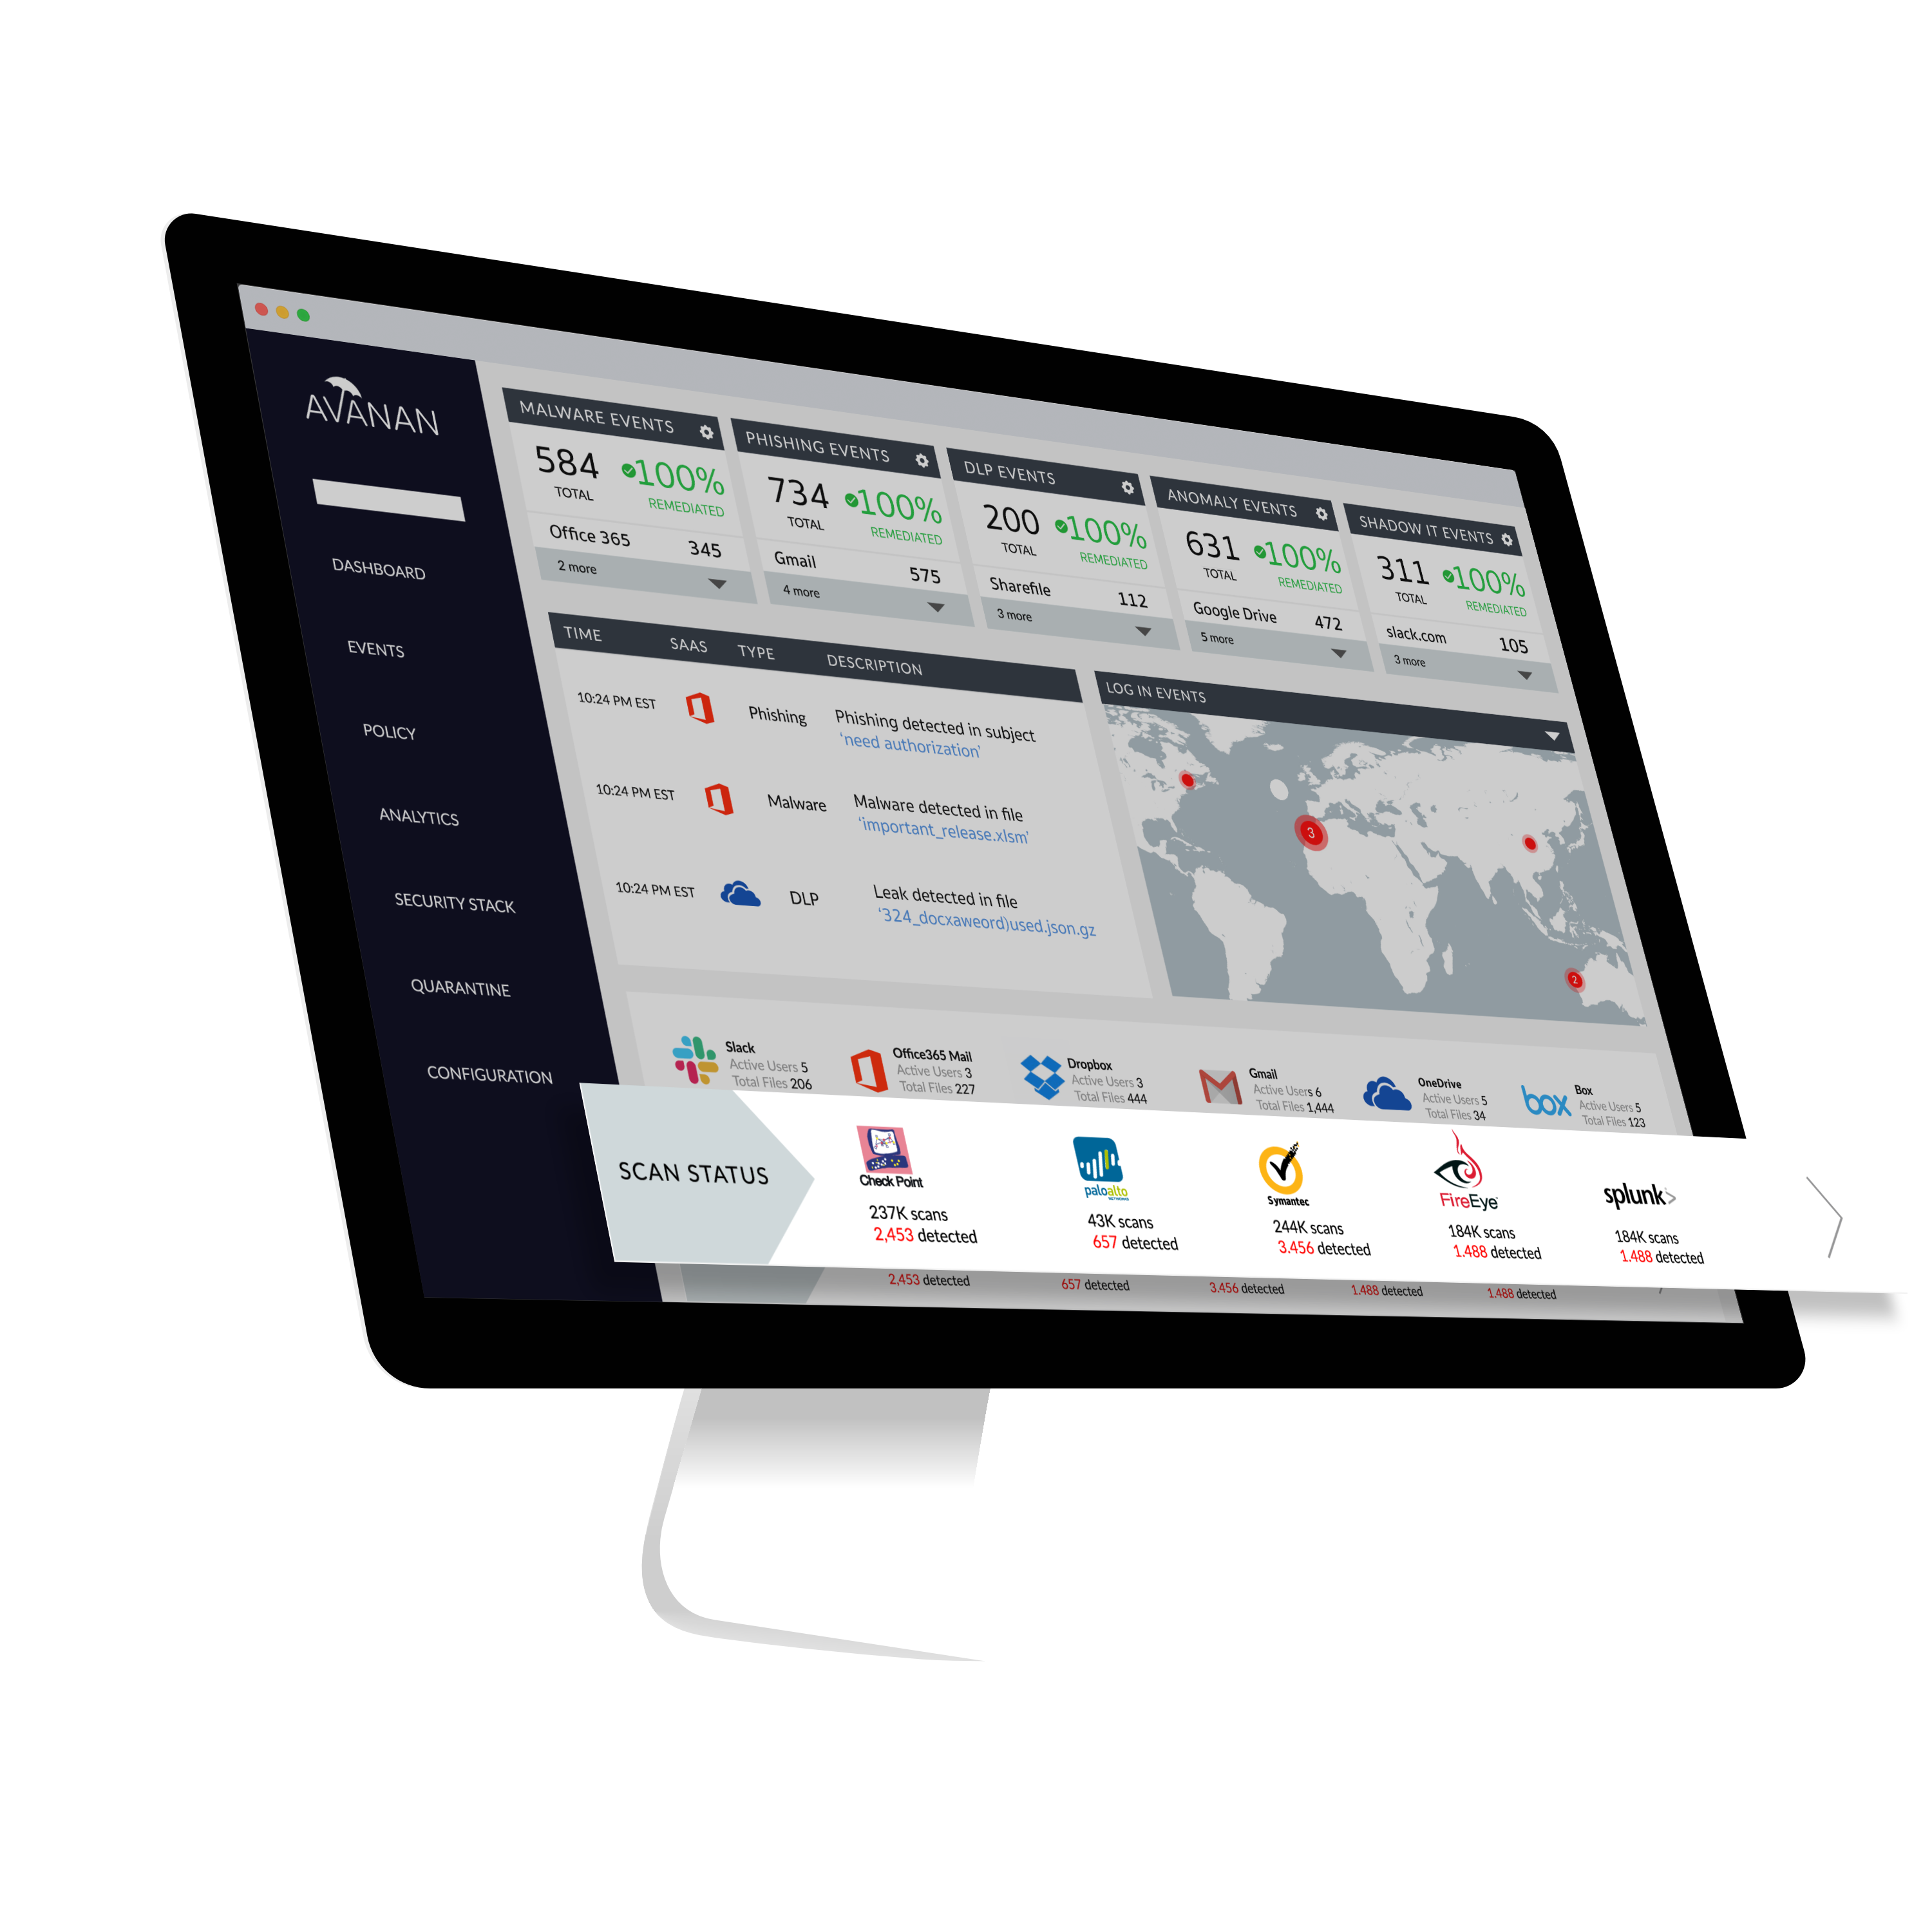 AVANAN
DASHBOARD
EVENTS
POLICY
ANALYTICS
SECURITY STACK
QUARANTINE
CONFIGURATION
MALWARE EVENTS
584
TOTAL
100%
REMEDIATED
Office 365 345
2 more
PHISHING EVENTS
734
TOTAL
100%
REMEDIATED
Gmail 575
4 more
DLP EVENTS
200
TOTAL
100%
REMEDIATED
Sharefile 112
3 more
ANOMALY EVENTS
631
TOTAL
100%
REMEDIATED
Google Drive 472
5 more
SHADOW IT EVENTS
311
TOTAL
100%
REMEDIATED
slack.com 105
3 more
TIME SAAS TYPE DESCRIPTION
10:24 PM EST Phishing Phishing detected in subject
‘need authorization’
10:24 PM EST Malware Malware detected in file
‘important_release.xlsm’
10:24 PM EST DLP Leak detected in file
‘324_docxaweord)used.json.gz
LOG IN EVENTS
3
2
Slack
Active Users 5
Total Files 206
Office365 Mail
Active Users 3
Total Files 227
Dropbox
Active Users 3
Total Files 444
Gmail
Active Users 6
Total Files 1,444
OneDrive
Active Users 5
Total Files 34
box
Box
Active Users 5
Total Files 123
SCAN STATUS
Check Point
237K scans
2,453 detected
paloalto
NETWORKS
43K scans
657 detected
Symantec
244K scans
3.456 detected
FireEye
184K scans
1.488 detected
splunk>
184K scans
1.488 detected
2,453 detected
657 detected
3.456 detected
1.488 detected
1.488 detected